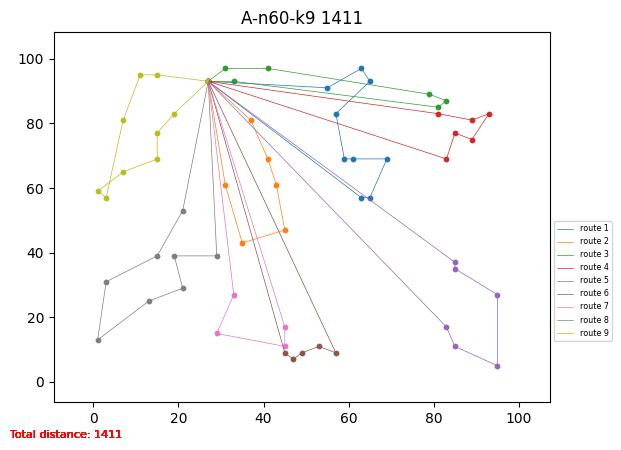 A-n60-k9 1411
100
80
60
40
20
0
0 20 40 60 80 100
route 1
route 2
route 3
route 4
route 5
route 6
route 7
route 8
route 9
Total distance: 1411